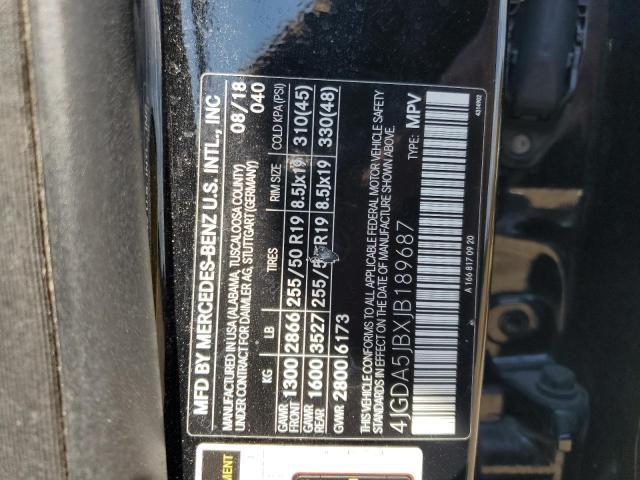 MFD BY MERCEDES-BENZ U.S. INTL., INC
MANUFACTURED IN USA (ALABAMA, TUSCALOOSA COUNTY)
UNDER CONTRACT FOR DAIMLER AG, STUTTGART (GERMANY)
08/18
040
KG LB TIRES RIM SIZE COLD KPA (PSI)
GAWR FRONT 1300 2866 255/50 R19 8.5Jx19 310(45)
GAWR REAR 1600 3527 255/5 R19 8.5Jx19 330(48)
GVWR 2800 6173
THIS VEHICLE CONFORMS TO ALL APPLICABLE FEDERAL MOTOR VEHICLE SAFETY
STANDARDS IN EFFECT ON THE DATE OF MANUFACTURE SHOWN ABOVE.
4JGDA5JBXJB189687 TYPE: MPV
A 166 817 09 20
4314902